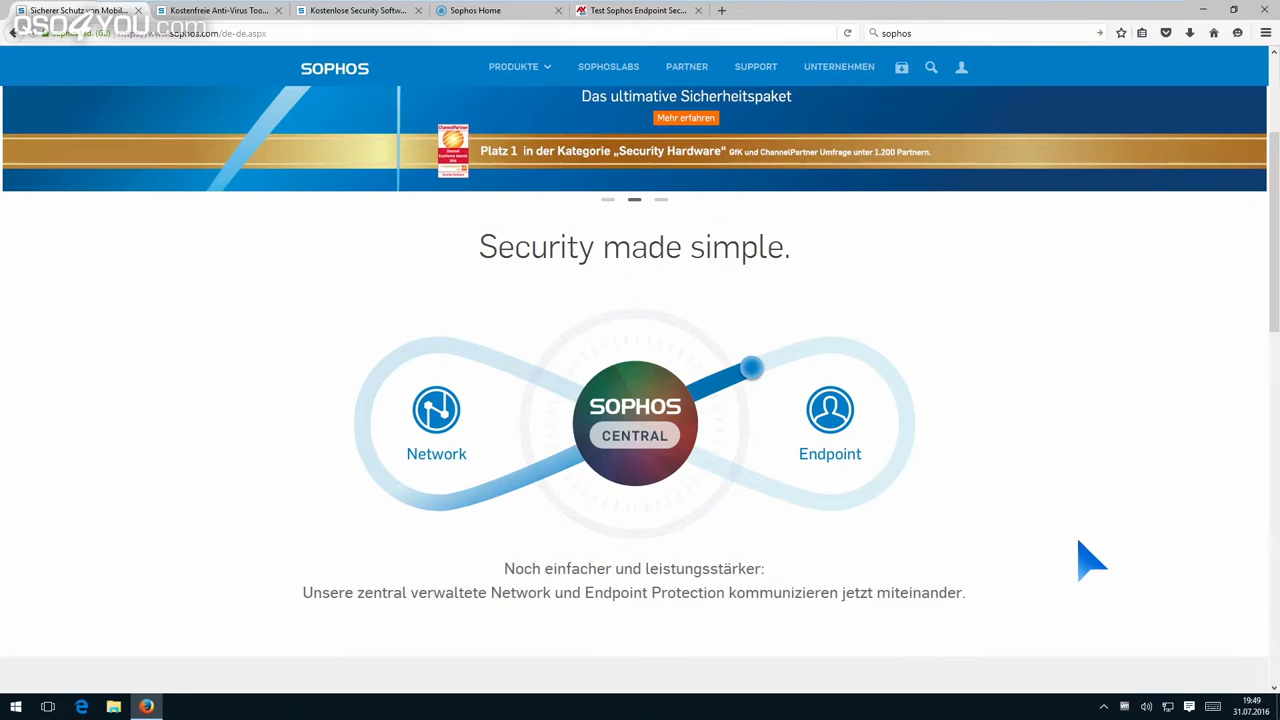 QSO4YOU.com
Sicherer Schutz von Mobil...
Kostenfreie Anti-Virus Too...
Kostenlose Security Softw...
Sophos Home
Test Sophos Endpoint Sec...
www.sophos.com/de-de.aspx
sophos
SOPHOS
PRODUKTE
SOPHOSLABS
PARTNER
SUPPORT
UNTERNEHMEN
Das ultimative Sicherheitspaket
Mehr erfahren
Platz 1 in der Kategorie „Security Hardware“ GfK und ChannelPartner Umfrage unter 1.200 Partnern.
Security made simple.
SOPHOS
CENTRAL
Network
Endpoint
Noch einfacher und leistungsstärker:
Unsere zentral verwaltete Network und Endpoint Protection kommunizieren jetzt miteinander.
19:49
31.07.2016